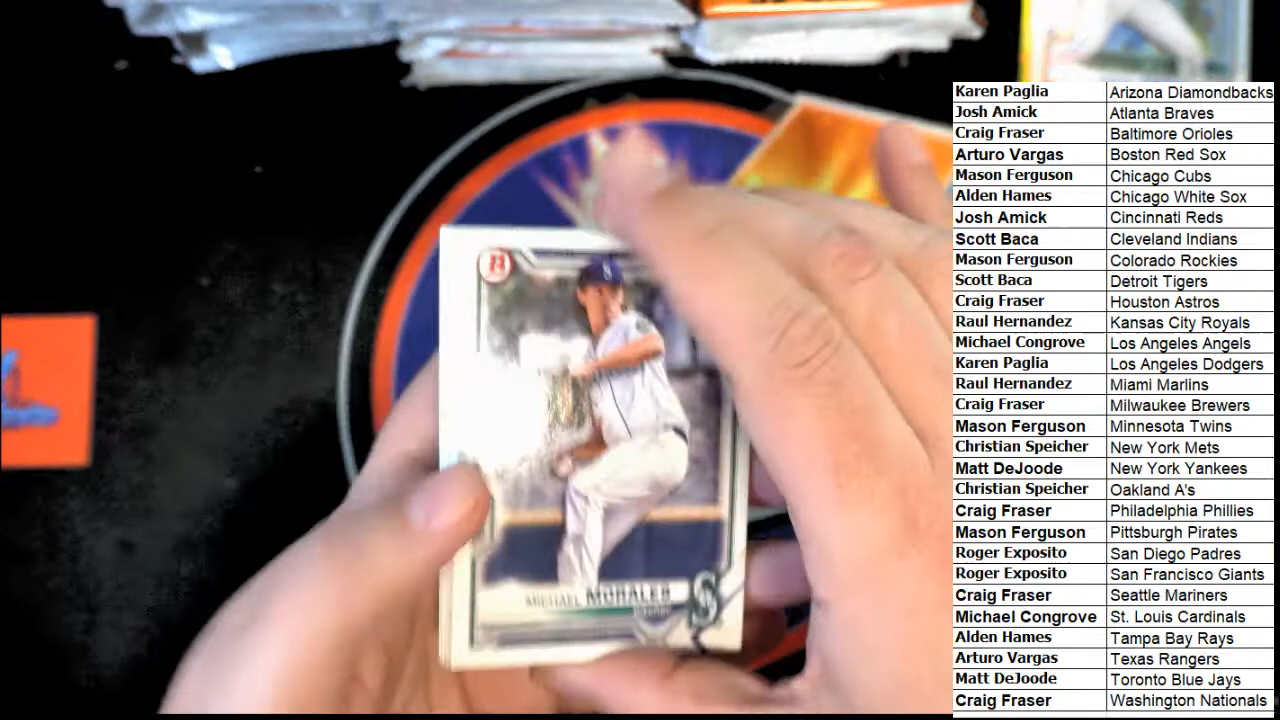 Karen Paglia Arizona Diamondbacks
Josh Amick Atlanta Braves
Craig Fraser Baltimore Orioles
Arturo Vargas Boston Red Sox
Mason Ferguson Chicago Cubs
Alden Hames Chicago White Sox
Josh Amick Cincinnati Reds
Scott Baca Cleveland Indians
Mason Ferguson Colorado Rockies
Scott Baca Detroit Tigers
Craig Fraser Houston Astros
Raul Hernandez Kansas City Royals
Michael Congrove Los Angeles Angels
Karen Paglia Los Angeles Dodgers
Raul Hernandez Miami Marlins
Craig Fraser Milwaukee Brewers
Mason Ferguson Minnesota Twins
Christian Speicher New York Mets
Matt DeJoode New York Yankees
Christian Speicher Oakland A's
Craig Fraser Philadelphia Phillies
Mason Ferguson Pittsburgh Pirates
Roger Exposito San Diego Padres
Roger Exposito San Francisco Giants
Craig Fraser Seattle Mariners
Michael Congrove St. Louis Cardinals
Alden Hames Tampa Bay Rays
Arturo Vargas Texas Rangers
Matt DeJoode Toronto Blue Jays
Craig Fraser Washington Nationals
MICHAEL MORALES
S